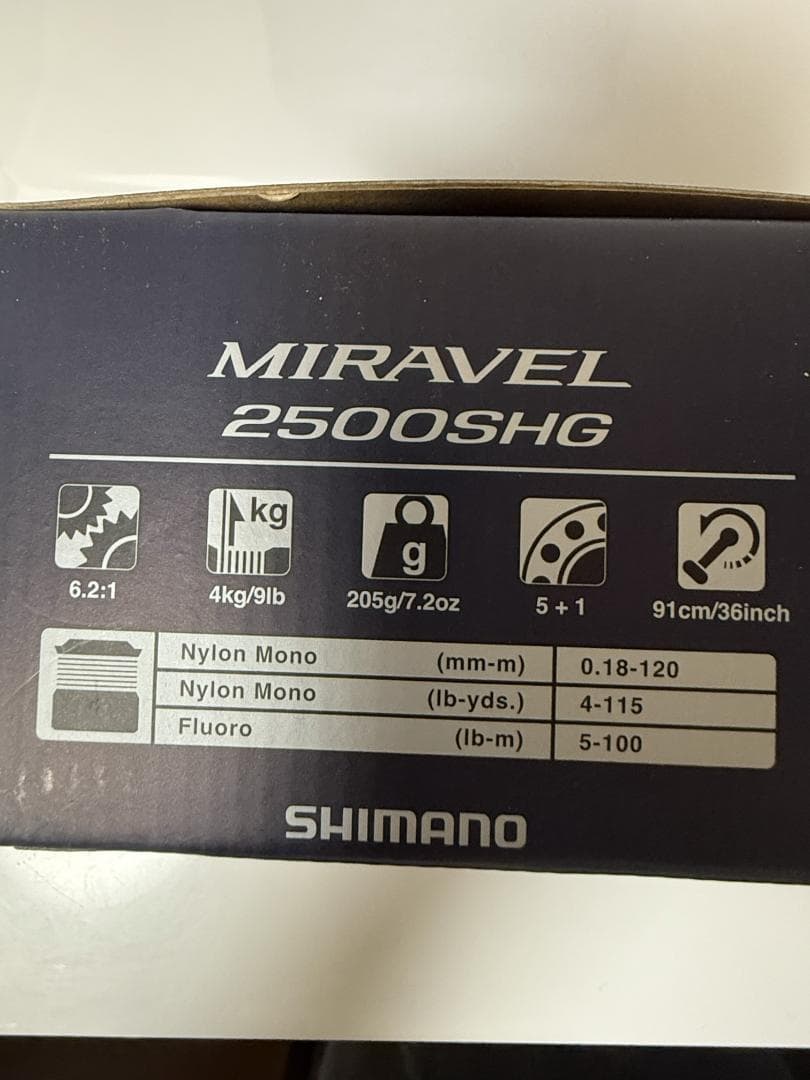 MIRAVEL
2500SHG
kg
g
6.2:1 4kg/9lb 205g/7.2oz 5+1 91cm/36inch
Nylon Mono (mm-m) 0.18-120
Nylon Mono (lb-yds.) 4-115
Fluoro (lb-m) 5-100
SHIMANO